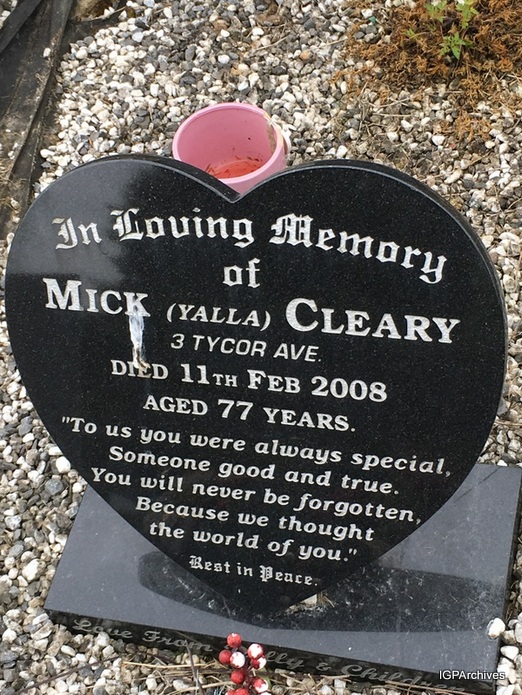 In Loving Memory
of
MICK (YALLA) CLEARY
3 TYCOR AVE.
DIED 11TH FEB 2008
AGED 77 YEARS.
"To us you were always special,
Someone good and true.
You will never be forgotten,
Because we thought
the world of you."
Rest in Peace.
Love From &
IGPArchives